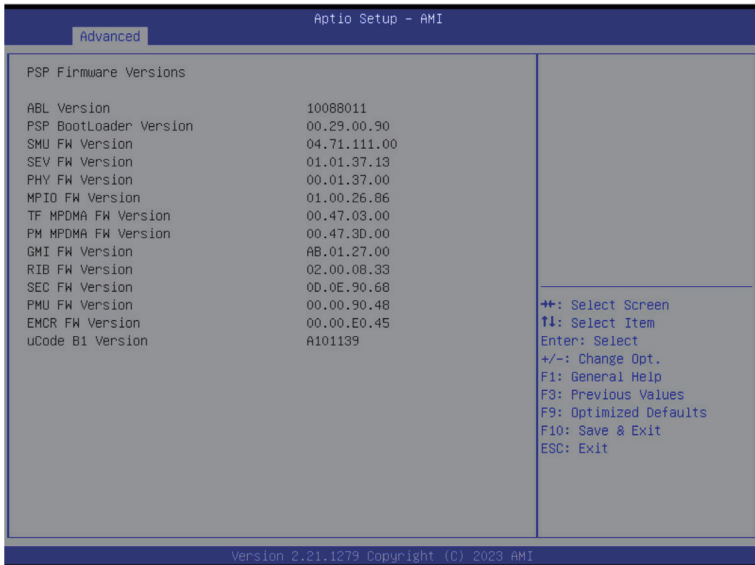 Aptio Setup – AMI
Advanced
PSP Firmware Versions
ABL Version 10088011
PSP BootLoader Version 00.29.00.90
SMU FW Version 04.71.111.00
SEV FW Version 01.01.37.13
PHY FW Version 00.01.37.00
MPIO FW Version 01.00.26.86
TF MPDMA FW Version 00.47.03.00
PM MPDMA FW Version 00.47.3D.00
GMI FW Version AB.01.27.00
RIB FW Version 02.00.08.33
SEC FW Version 0D.0E.90.68
PMU FW Version 00.00.90.48
EMCR FW Version 00.00.E0.45
uCode B1 Version A101139
→←: Select Screen
↑↓: Select Item
Enter: Select
+/-: Change Opt.
F1: General Help
F3: Previous Values
F9: Optimized Defaults
F10: Save & Exit
ESC: Exit
Version 2.21.1279 Copyright (C) 2023 AMI